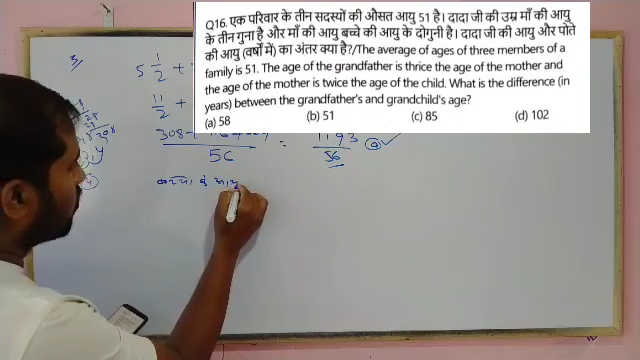 Q16. एक परिवार के तीन सदस्यों की औसत आयु 51 है। दादा जी की उम्र माँ की आयु
के तीन गुना है और माँ की आयु बच्चे की आयु के दोगुनी है। दादा जी की आयु और पोते
की आयु (वर्षों में) का अंतर क्या है?/The average of ages of three members of a
family is 51. The age of the grandfather is thrice the age of the mother and
the age of the mother is twice the age of the child. What is the difference (in
years) between the grandfather's and grandchild's age?
(a) 58 (b) 51 (c) 85 (d) 102
5 1/2 +
11/2 +
308-
56 = 1193/56 (a) ✓
की आयु